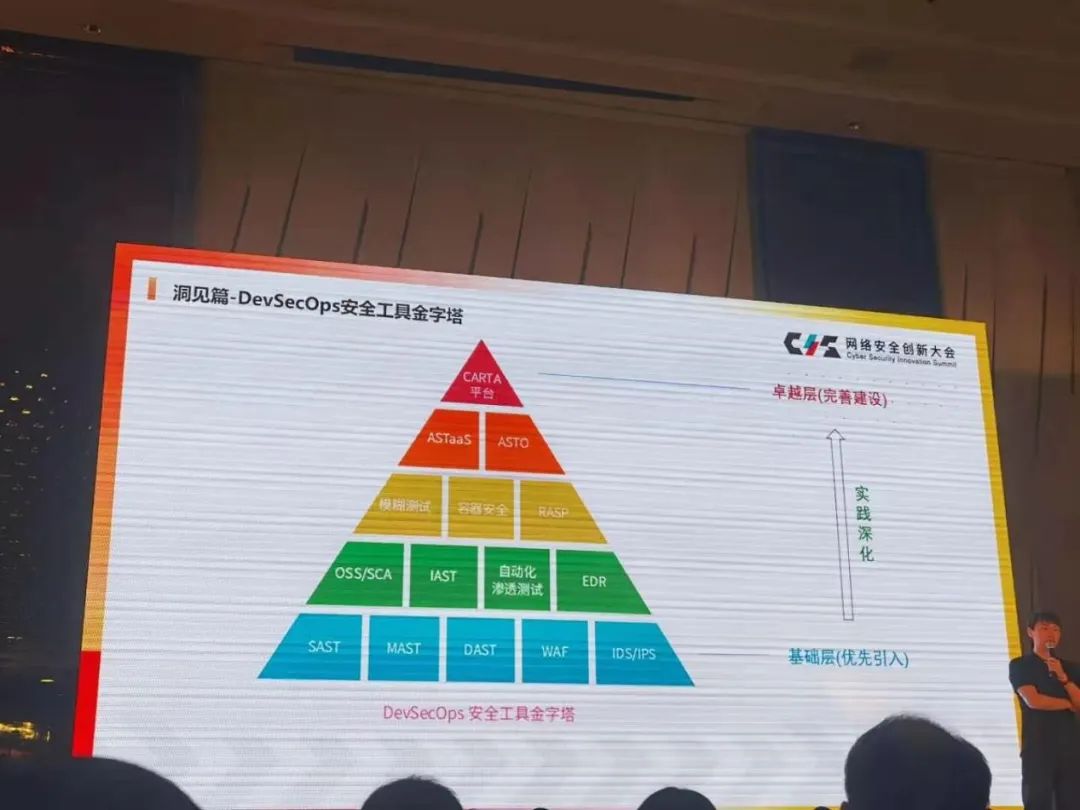 洞见篇-DevSecOps安全工具金字塔
网络安全创新大会
Cyber Security Innovation Summit
CARTA
平台
卓越层(完善建设)
ASTaaS
ASTO
模糊测试
容器安全
RASP
实践深化
OSS/SCA
IAST
自动化
渗透测试
EDR
SAST
MAST
DAST
WAF
IDS/IPS
基础层(优先引入)
DevSecOps 安全工具金字塔